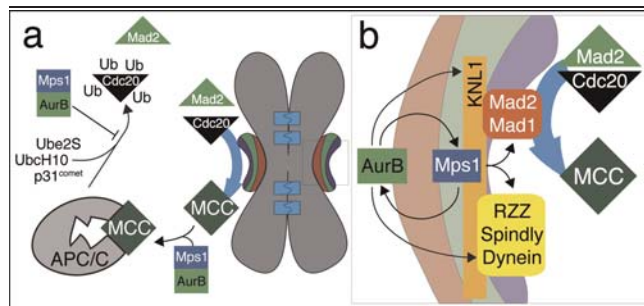 a
Mad2
Ub
Ub
Ub
Cdc20
Ub
Ub
Mps1
AurB
Ube2S
UbcH10
p31comet
MCC
APC/C
Mad2
Cdc20
MCC
Mps1
AurB
b
KNL1
Mad2
Cdc20
Mad2
Mad1
AurB
Mps1
MCC
RZZ
Spindly
Dynein